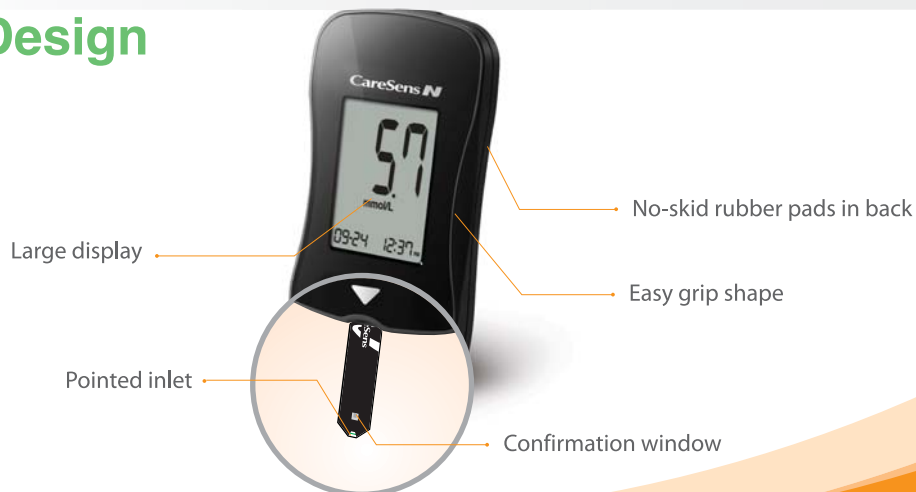 Design
CareSens N
5.7
mmol/L
09-24 12:37
No-skid rubber pads in back
Large display
Easy grip shape
Sens
Pointed inlet
Confirmation window